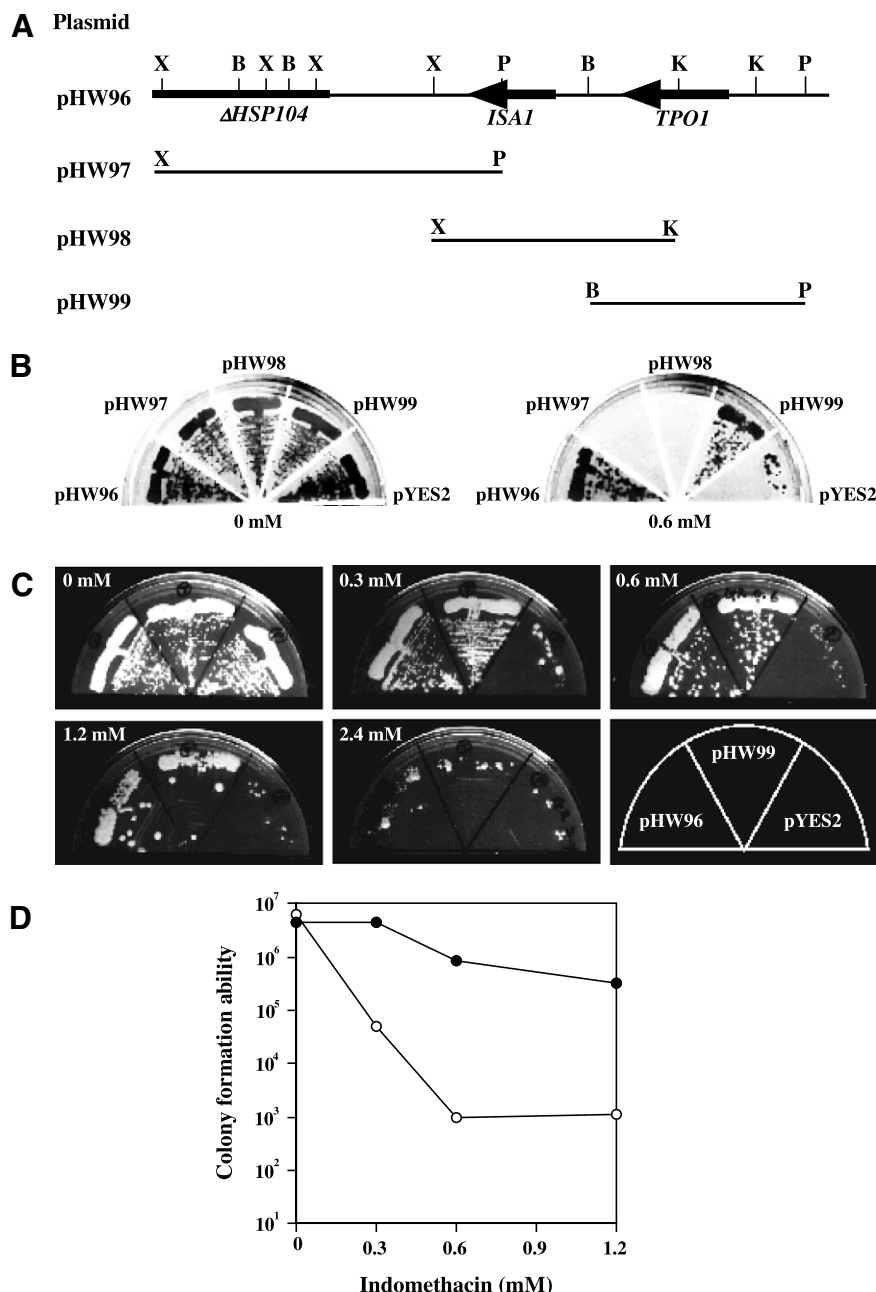 A Plasmid
X B X B X X P B K K P
pHW96
ΔHSP104 ISA1 TPO1
X P
pHW97
X K
pHW98
B P
pHW99
B
pHW98 pHW98
pHW97 pHW99 pHW97 pHW99
pHW96 pYES2 pHW96 pYES2
0 mM 0.6 mM
C
0 mM 0.3 mM 0.6 mM
1.2 mM 2.4 mM
pHW99
pHW96 pYES2
D
Colony formation ability
10⁷
10⁶
10⁵
10⁴
10³
10²
10¹
0 0.3 0.6 0.9 1.2
Indomethacin (mM)